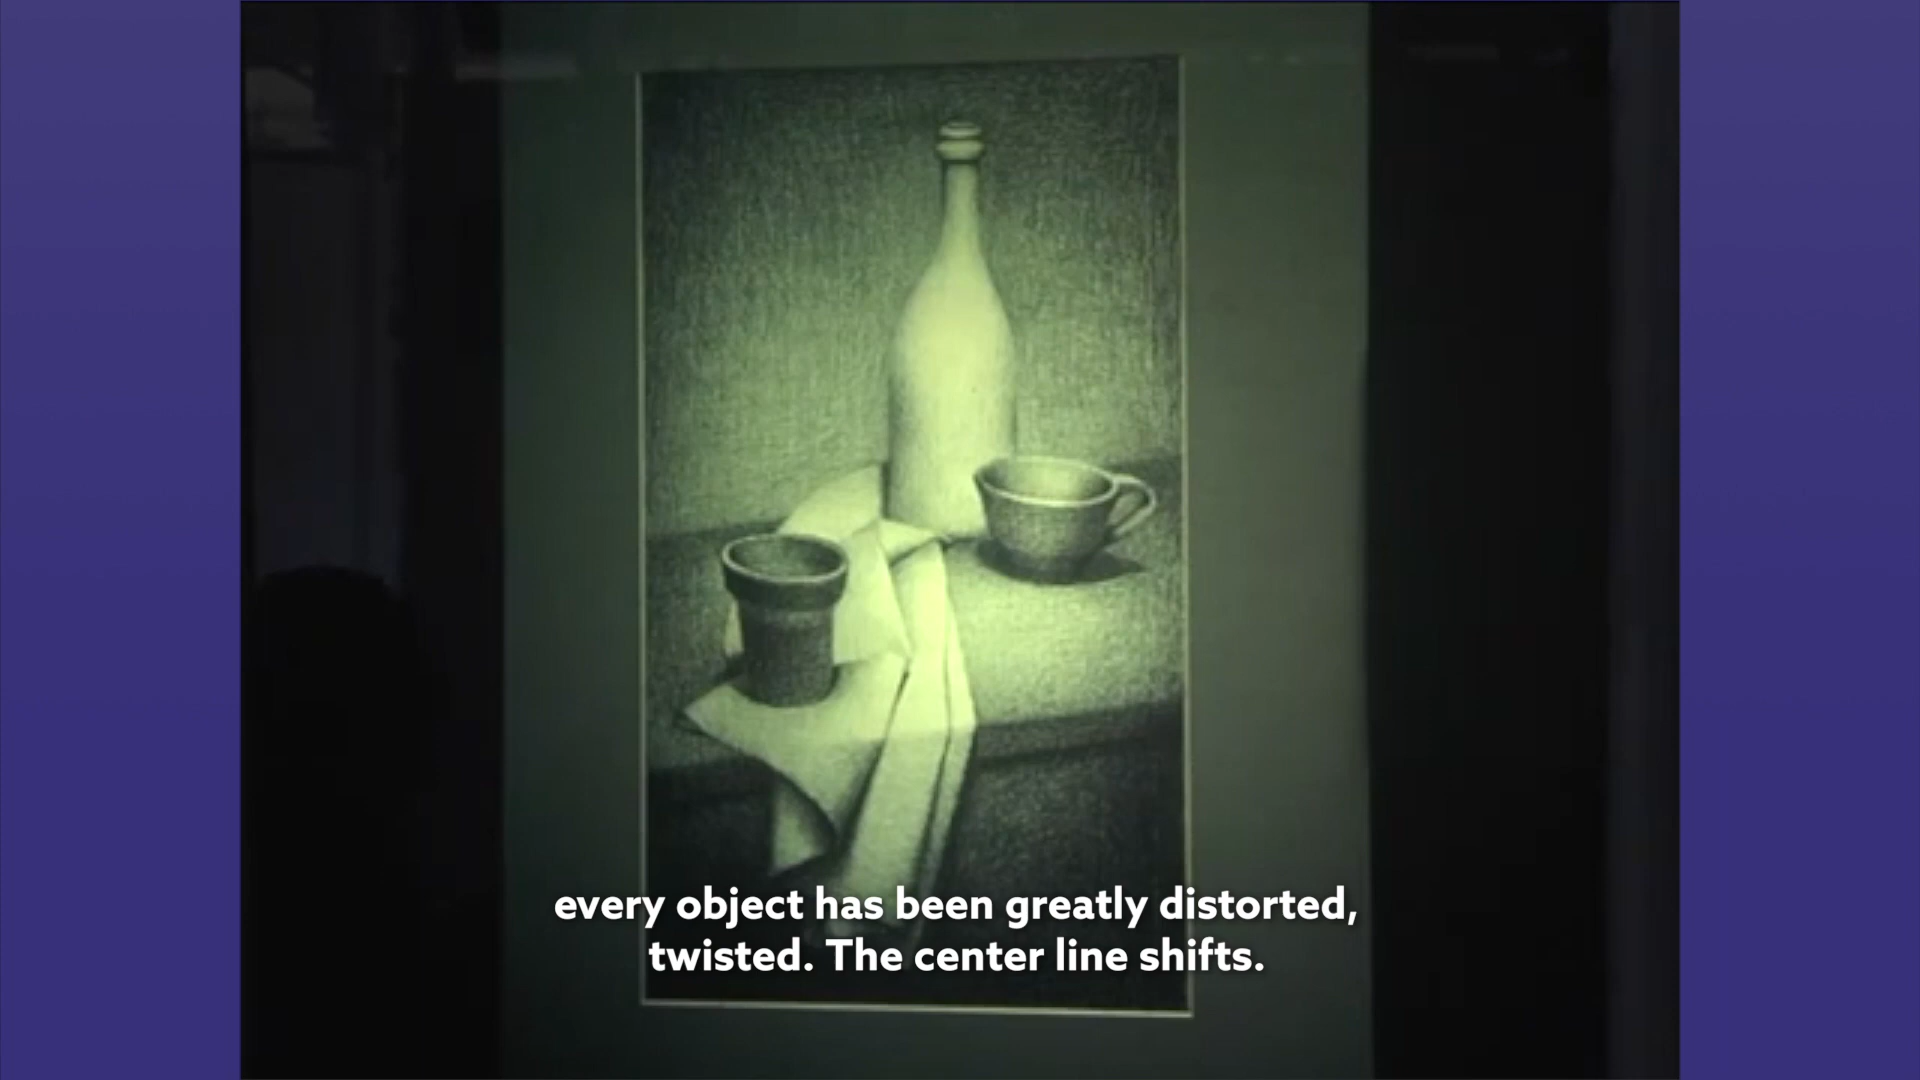 every object has been greatly distorted,
twisted. The center line shifts.